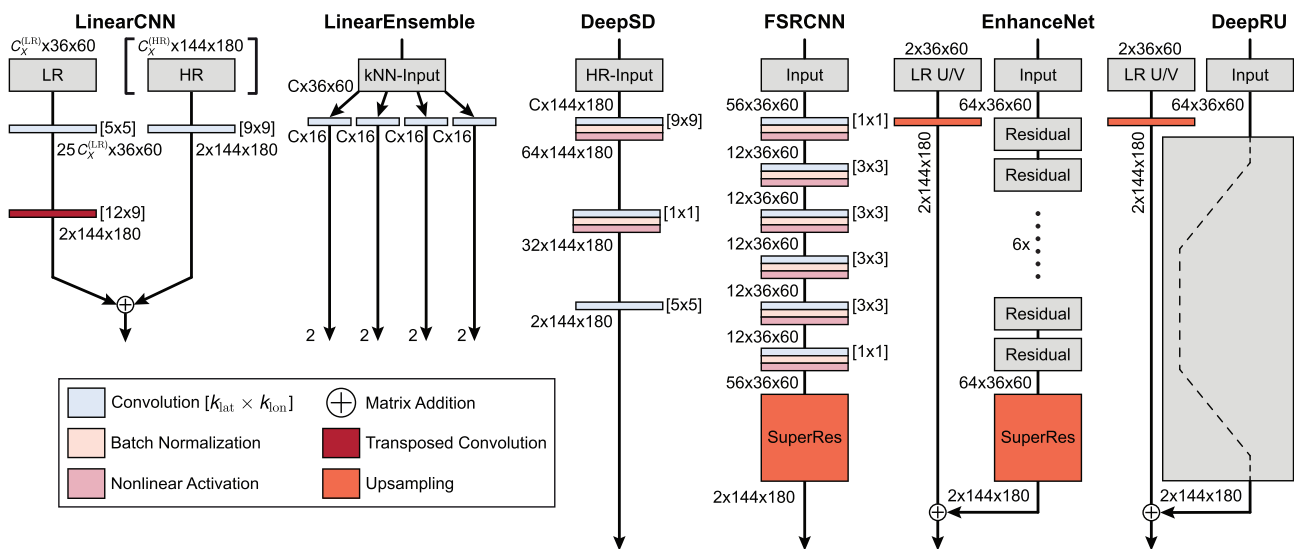 LinearCNN
C_X^(LR)x36x60
C_X^(HR)x144x180
LR
HR
[5x5]
[9x9]
25 C_X^(LR)x36x60
2x144x180
[12x9]
2x144x180
LinearEnsemble
kNN-Input
Cx36x60
Cx16
Cx16
Cx16
Cx16
2
2
2
2
DeepSD
HR-Input
Cx144x180
[9x9]
64x144x180
[1x1]
32x144x180
[5x5]
2x144x180
FSRCNN
Input
56x36x60
[1x1]
12x36x60
[3x3]
12x36x60
[3x3]
12x36x60
[3x3]
12x36x60
[3x3]
12x36x60
[1x1]
56x36x60
SuperRes
2x144x180
EnhanceNet
2x36x60
LR U/V
Input
64x36x60
2x144x180
Residual
Residual
6x
Residual
Residual
64x36x60
SuperRes
2x144x180
DeepRU
2x36x60
LR U/V
Input
64x36x60
2x144x180
2x144x180
Convolution [k_lat × k_lon]
Batch Normalization
Nonlinear Activation
Matrix Addition
Transposed Convolution
Upsampling